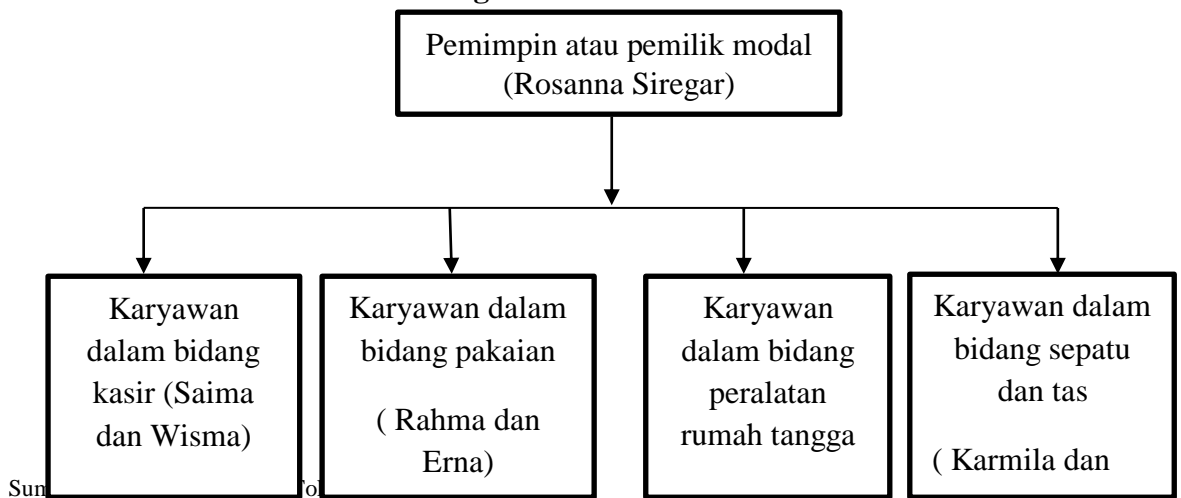 Pemimpin atau pemilik modal
(Rosanna Siregar)
Karyawan
dalam bidang
kasir (Saima
dan Wisma)
Karyawan dalam
bidang pakaian
( Rahma dan
Erna)
Karyawan
dalam bidang
peralatan
rumah tangga
Karyawan dalam
bidang sepatu
dan tas
( Karmila dan